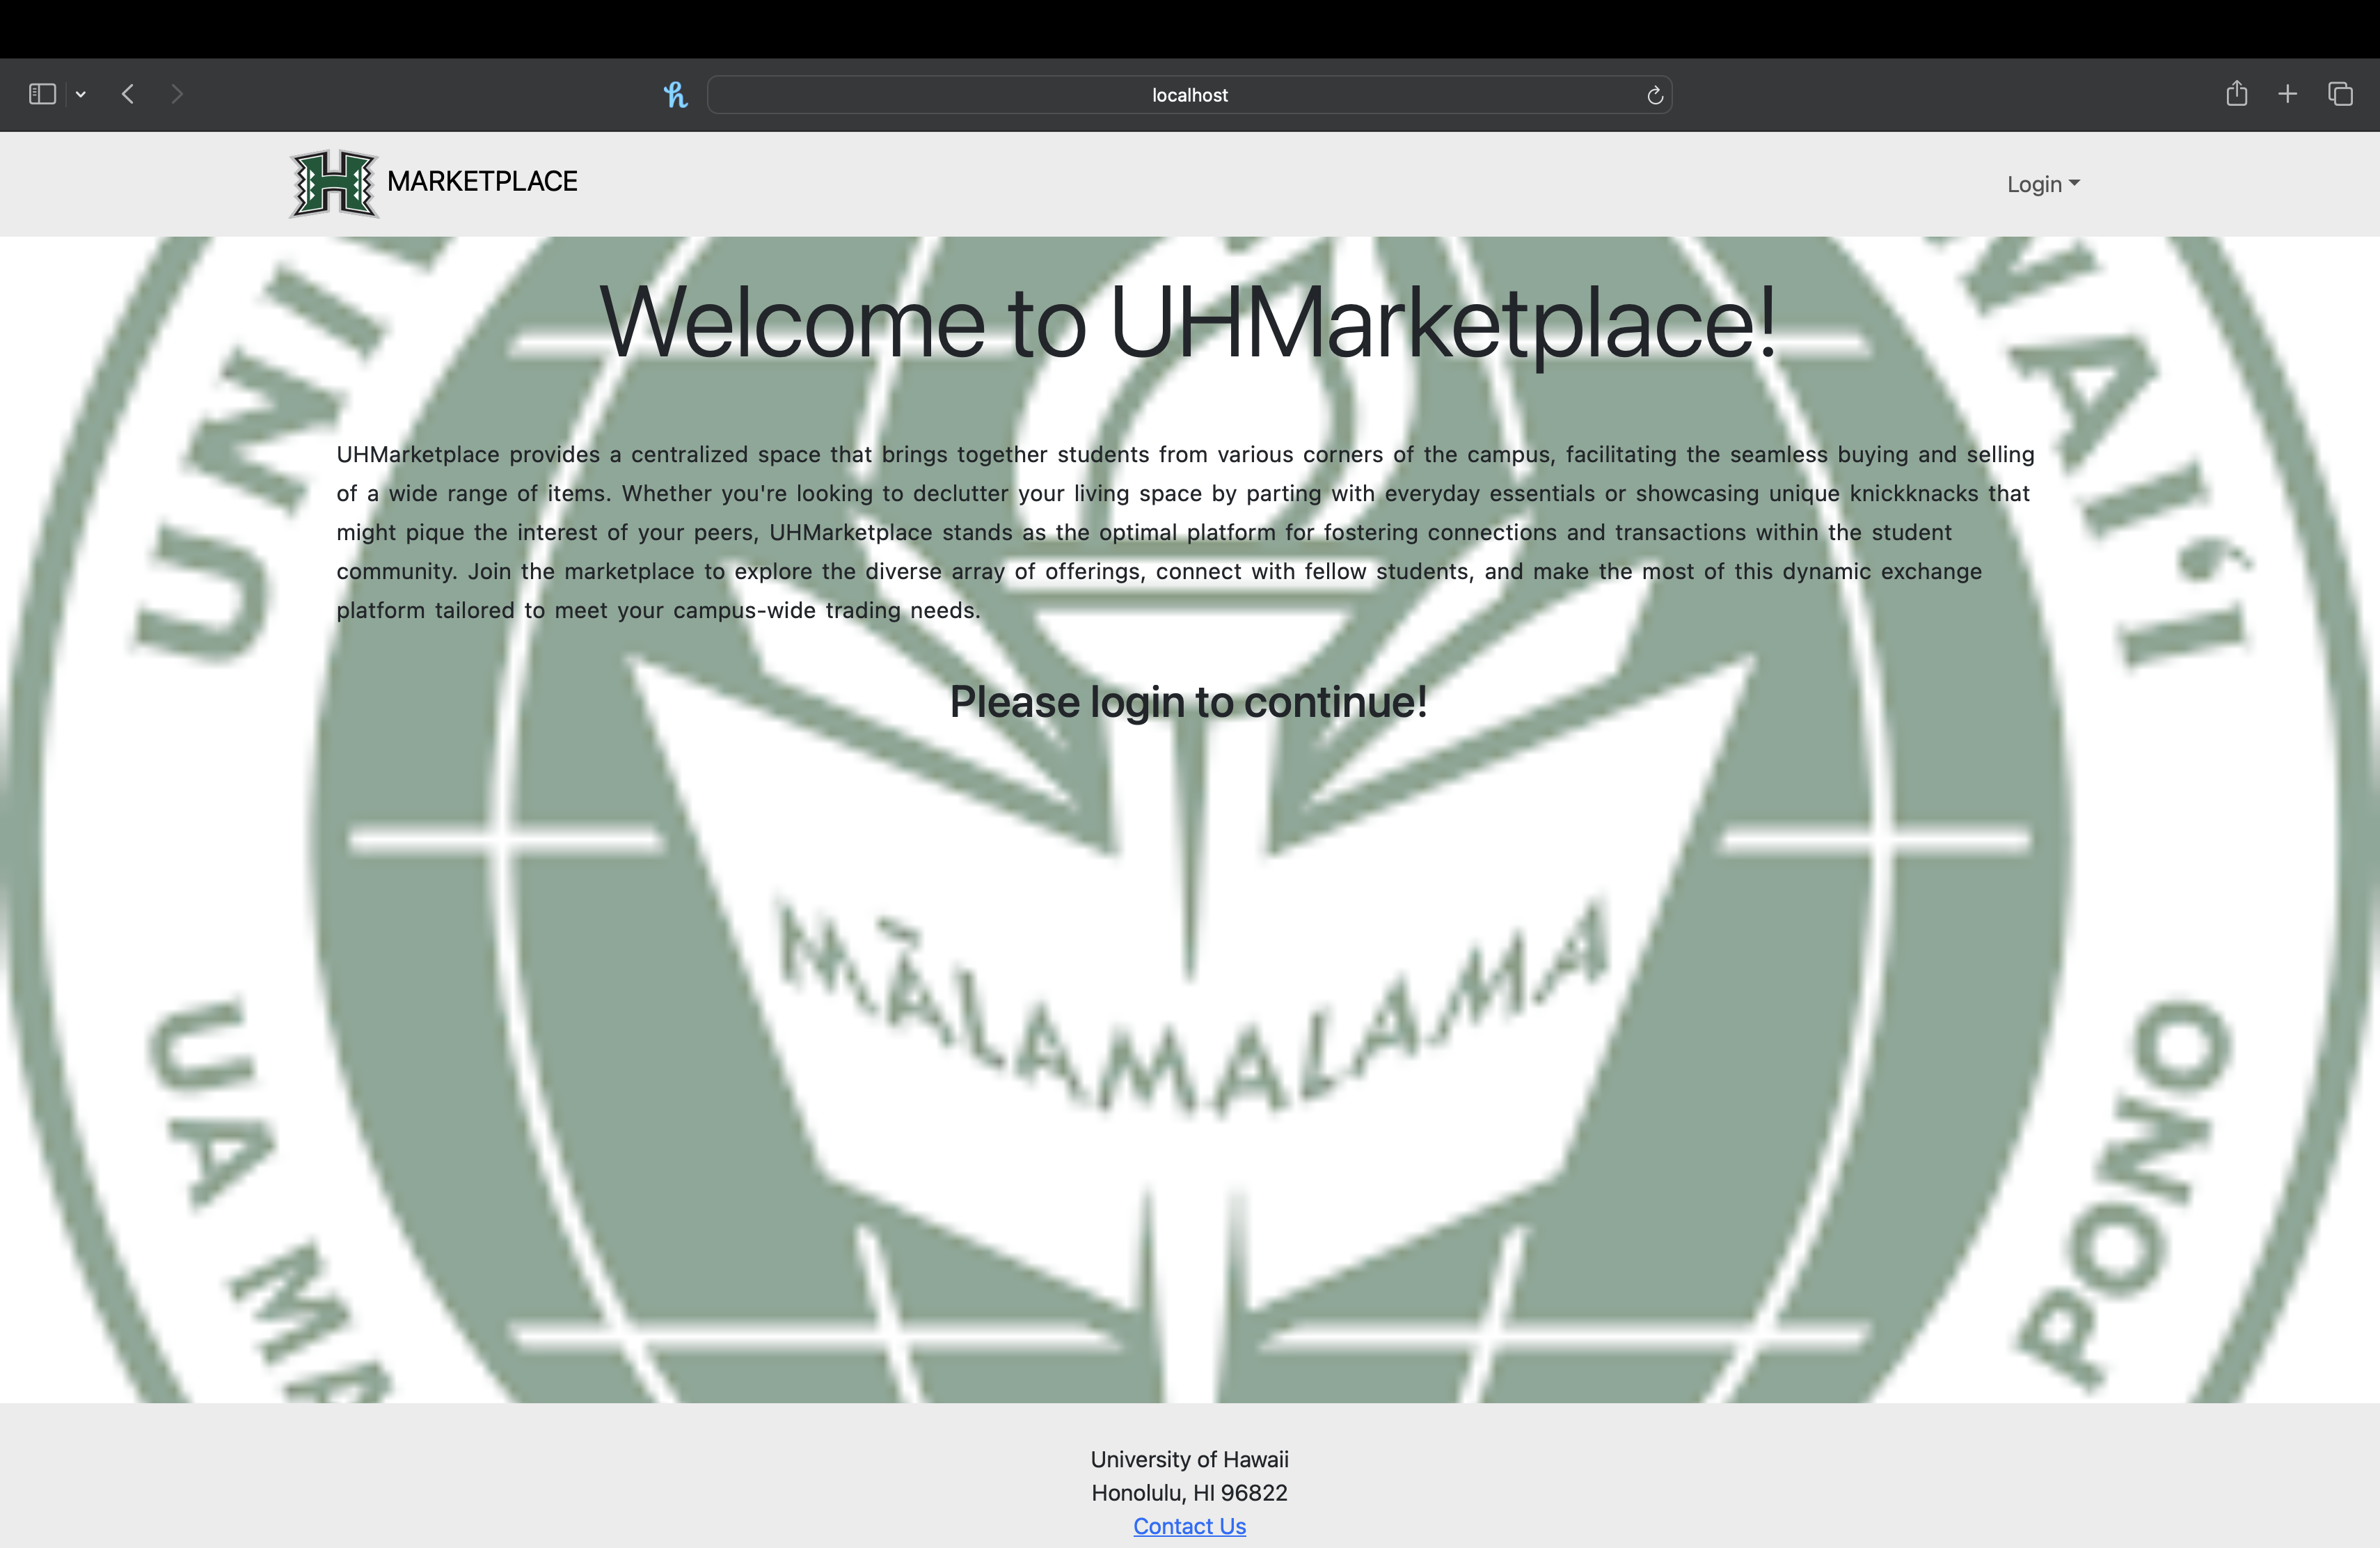 localhost
H MARKETPLACE
Login
Welcome to UHMarketplace!
UHMarketplace provides a centralized space that brings together students from various corners of the campus, facilitating the seamless buying and selling
of a wide range of items. Whether you're looking to declutter your living space by parting with everyday essentials or showcasing unique knickknacks that
might pique the interest of your peers, UHMarketplace stands as the optimal platform for fostering connections and transactions within the student
community. Join the marketplace to explore the diverse array of offerings, connect with fellow students, and make the most of this dynamic exchange
platform tailored to meet your campus-wide trading needs.
Please login to continue!
MĀLAMALAMA
UA
PONO
University of Hawaii
Honolulu, HI 96822
Contact Us